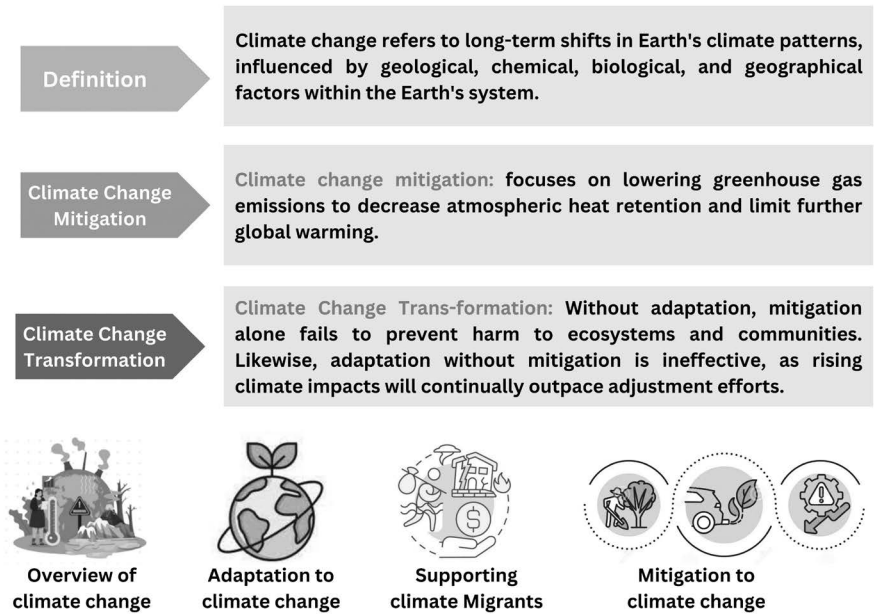 Definition
Climate change refers to long-term shifts in Earth's climate patterns,
influenced by geological, chemical, biological, and geographical
factors within the Earth's system.
Climate Change
Mitigation
Climate change mitigation: focuses on lowering greenhouse gas
emissions to decrease atmospheric heat retention and limit further
global warming.
Climate Change
Transformation
Climate Change Trans-formation: Without adaptation, mitigation
alone fails to prevent harm to ecosystems and communities.
Likewise, adaptation without mitigation is ineffective, as rising
climate impacts will continually outpace adjustment efforts.
Overview of
climate change
Adaptation to
climate change
Supporting
climate Migrants
Mitigation to
climate change